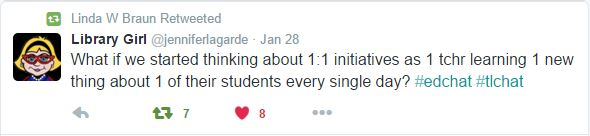 Linda W Braun Retweeted
Library Girl @jenniferlagarde · Jan 28
What if we started thinking about 1:1 initiatives as 1 tchr learning 1 new
thing about 1 of their students every single day? #edchat #tlchat
7 8